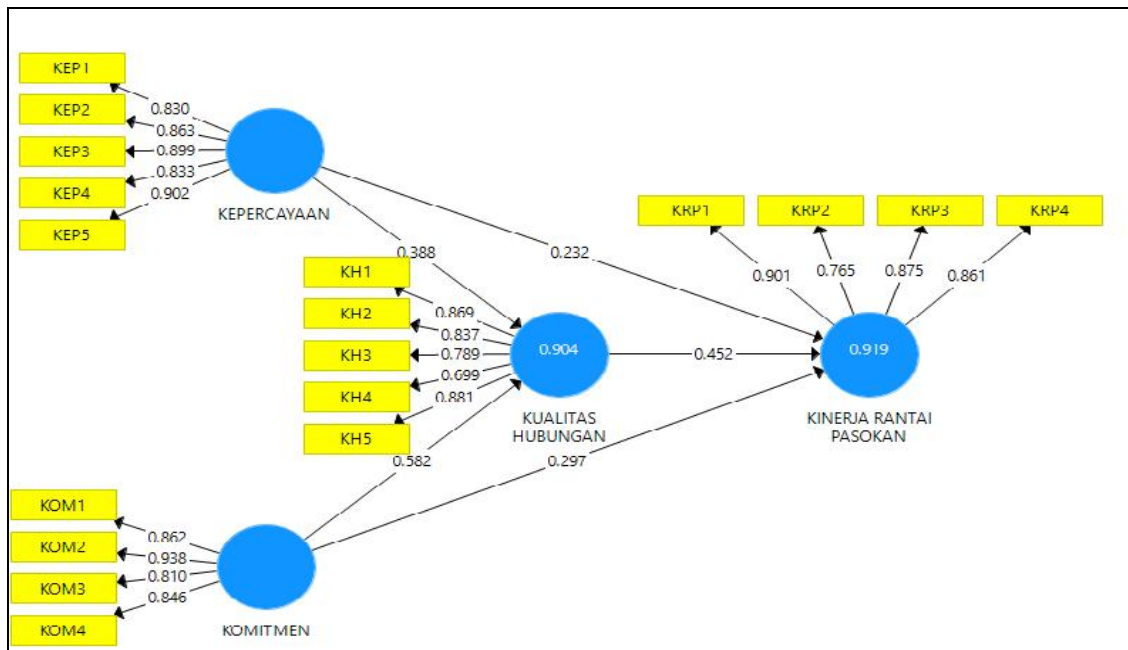 KEP1
0.830
KEP2
0.863
KEP3
0.899
KEP4
0.833
KEP5
0.902
KEPERCAYAAN
KRP1
KRP2
KRP3
KRP4
0.901
0.765
0.875
0.861
0.388
0.232
KH1
0.869
KH2
0.837
KH3
0.789
KH4
0.699
KH5
0.881
0.904
0.452
0.919
KUALITAS
HUBUNGAN
KINERJA RANTAI
PASOKAN
0.582
0.297
KOM1
0.862
KOM2
0.938
KOM3
0.810
KOM4
0.846
KOMITMEN